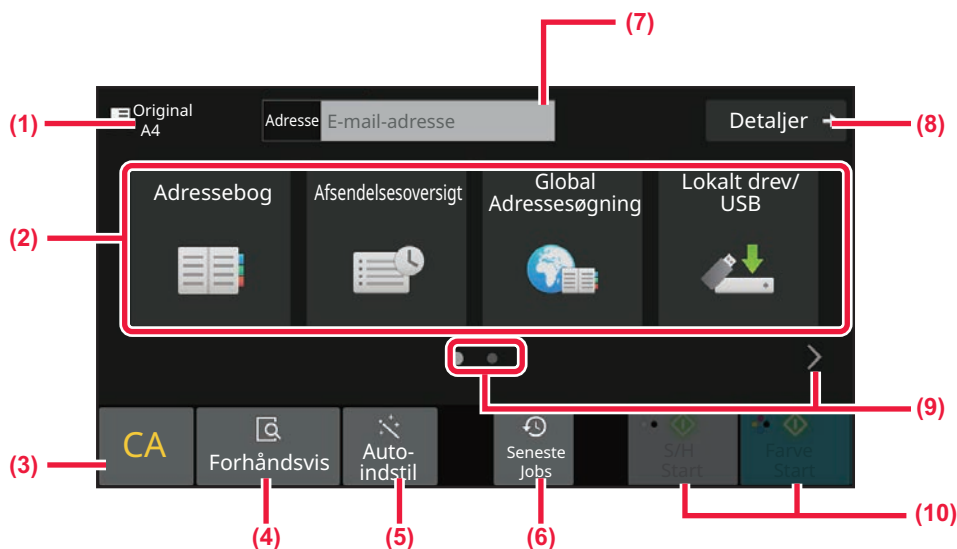 (7)
(1)
Original
A4
Adresse
E-mail-adresse
Detaljer
(8)
(2)
Adressebog
Afsendelsesoversigt
Global
Adressesøgning
Lokalt drev/
USB
(9)
(3)
CA
Forhåndsvis
Auto-
indstil
Seneste
Jobs
S/H
Start
Farve
Start
(10)
(4)
(5)
(6)